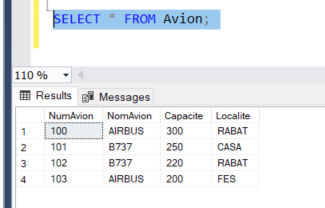 SELECT * FROM Avion;
110 %
Results Messages
NumAvion NomAvion Capacite Localite
1 100 AIRBUS 300 RABAT
2 101 B737 250 CASA
3 102 B737 220 RABAT
4 103 AIRBUS 200 FES